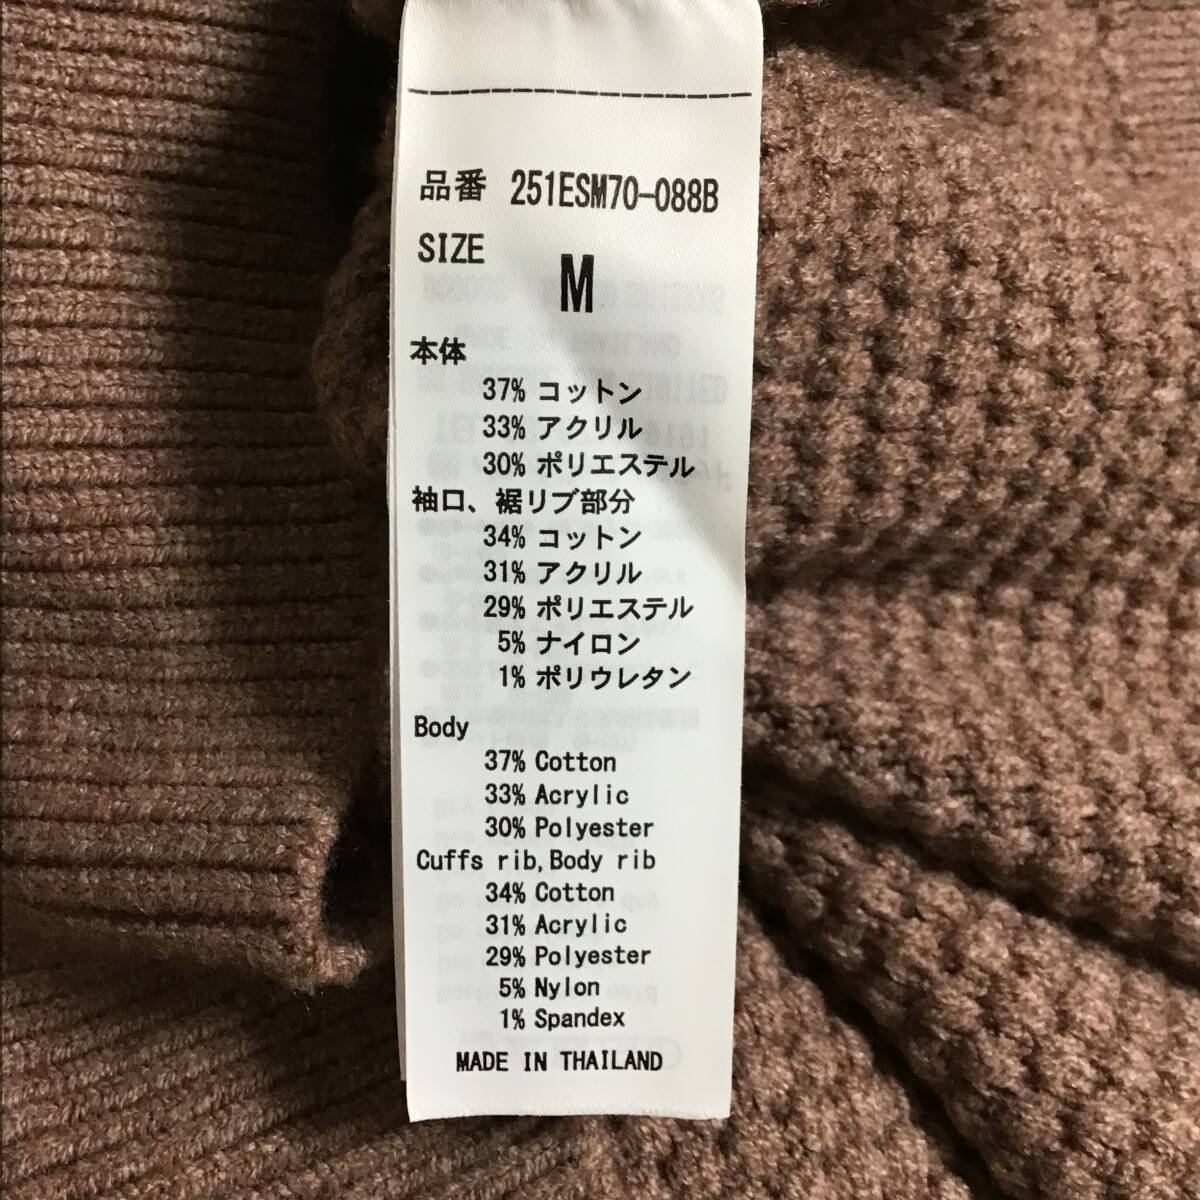 品番 251ESM70-088B
SIZE
M
本体
37% コットン
33% アクリル
30% ポリエステル
袖口、裾リブ部分
34% コットン
31% アクリル
29% ポリエステル
5% ナイロン
1% ポリウレタン
Body
37% Cotton
33% Acrylic
30% Polyester
Cuffs rib,Body rib
34% Cotton
31% Acrylic
29% Polyester
5% Nylon
1% Spandex
MADE IN THAILAND